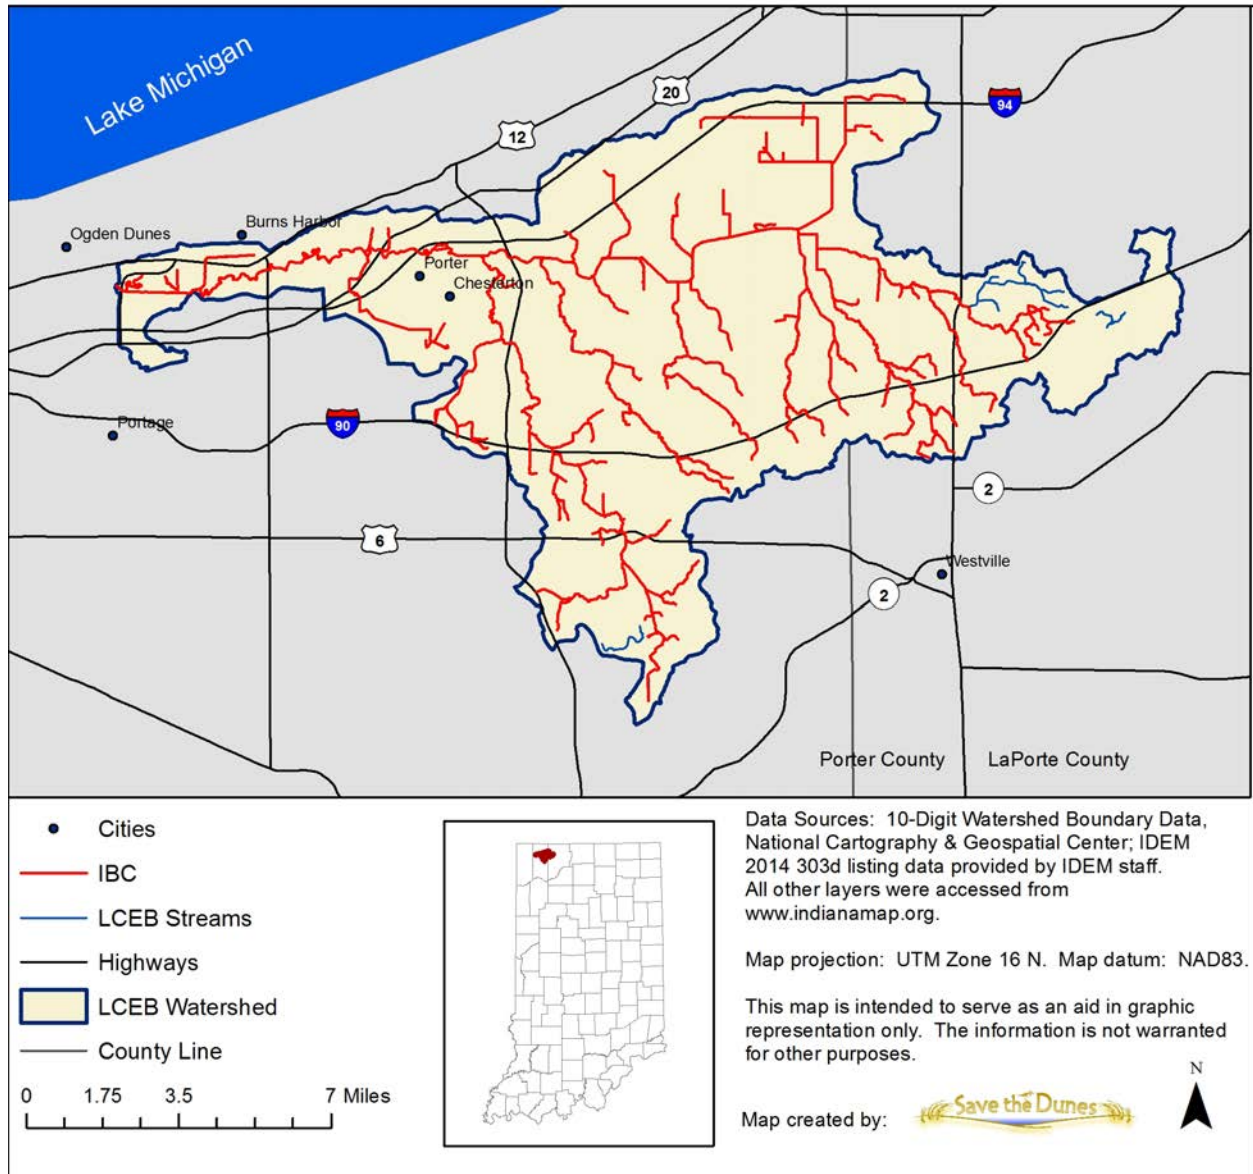 Lake Michigan
20
12
94
Burns Harbor
Ogden Dunes
Porter
Chesterton
Portage
90
2
6
Westville
2
Porter County
LaPorte County
Cities
IBC
LCEB Streams
Highways
LCEB Watershed
County Line
0 1.75 3.5 7 Miles
Data Sources: 10-Digit Watershed Boundary Data,
National Cartography & Geospatial Center; IDEM
2014 303d listing data provided by IDEM staff.
All other layers were accessed from
www.indianamap.org.
Map projection: UTM Zone 16 N. Map datum: NAD83.
This map is intended to serve as an aid in graphic
representation only. The information is not warranted
for other purposes.
N
Map created by:
Save the Dunes